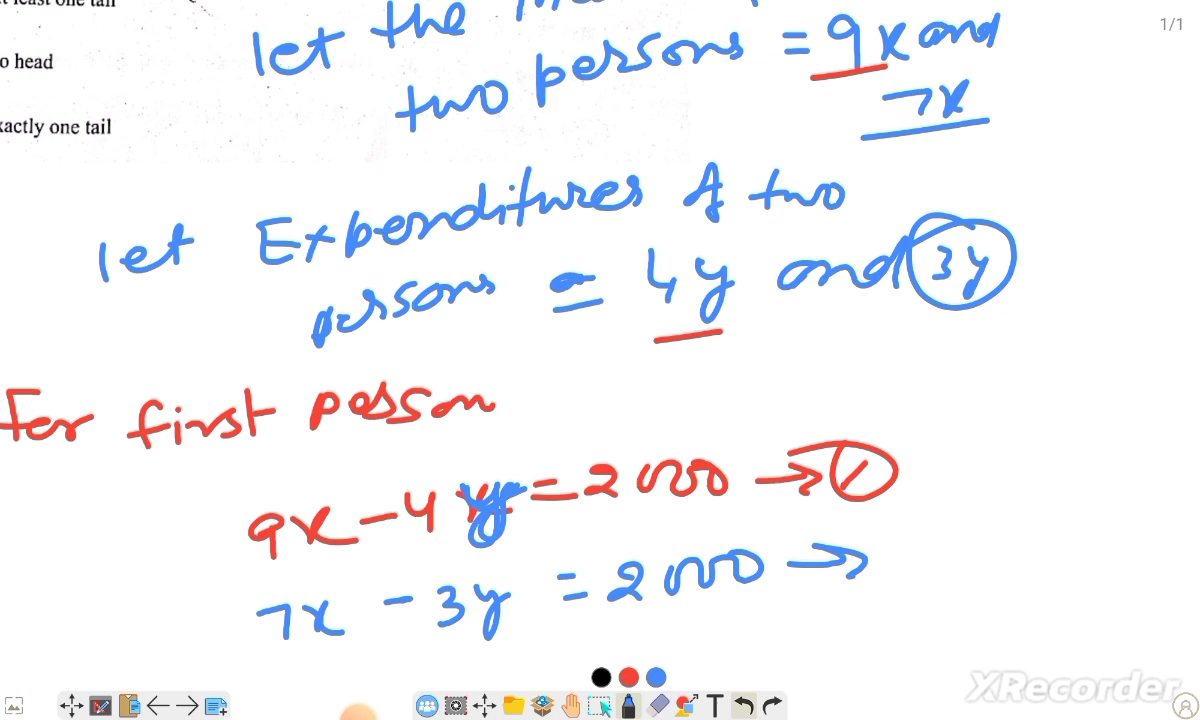 least one tail
let the
1/1
two persons = 9x and
o head
7x
xactly one tail
let Expenditures of two
persons = 4y and 3y
For first person
9x - 4y = 2000 → 1
7x - 3y = 2000 →
T
XRecorder